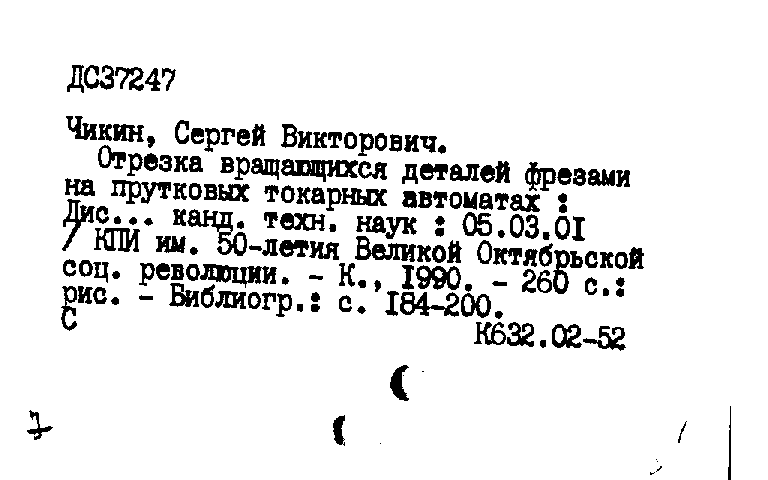 ДС37247
Чикин, Сергей Викторович.
Отрезка вращающихся деталей фрезами
на прутковых токарных автоматах :
Дис... канд. техн. наук : 05.03.01
/ КПИ им. 50-летия Великой Октябрьской
соц. революции. - К., 1990. - 260 с.:
рис. - Библиогр.: с. 184-200.
С
К632.02-52